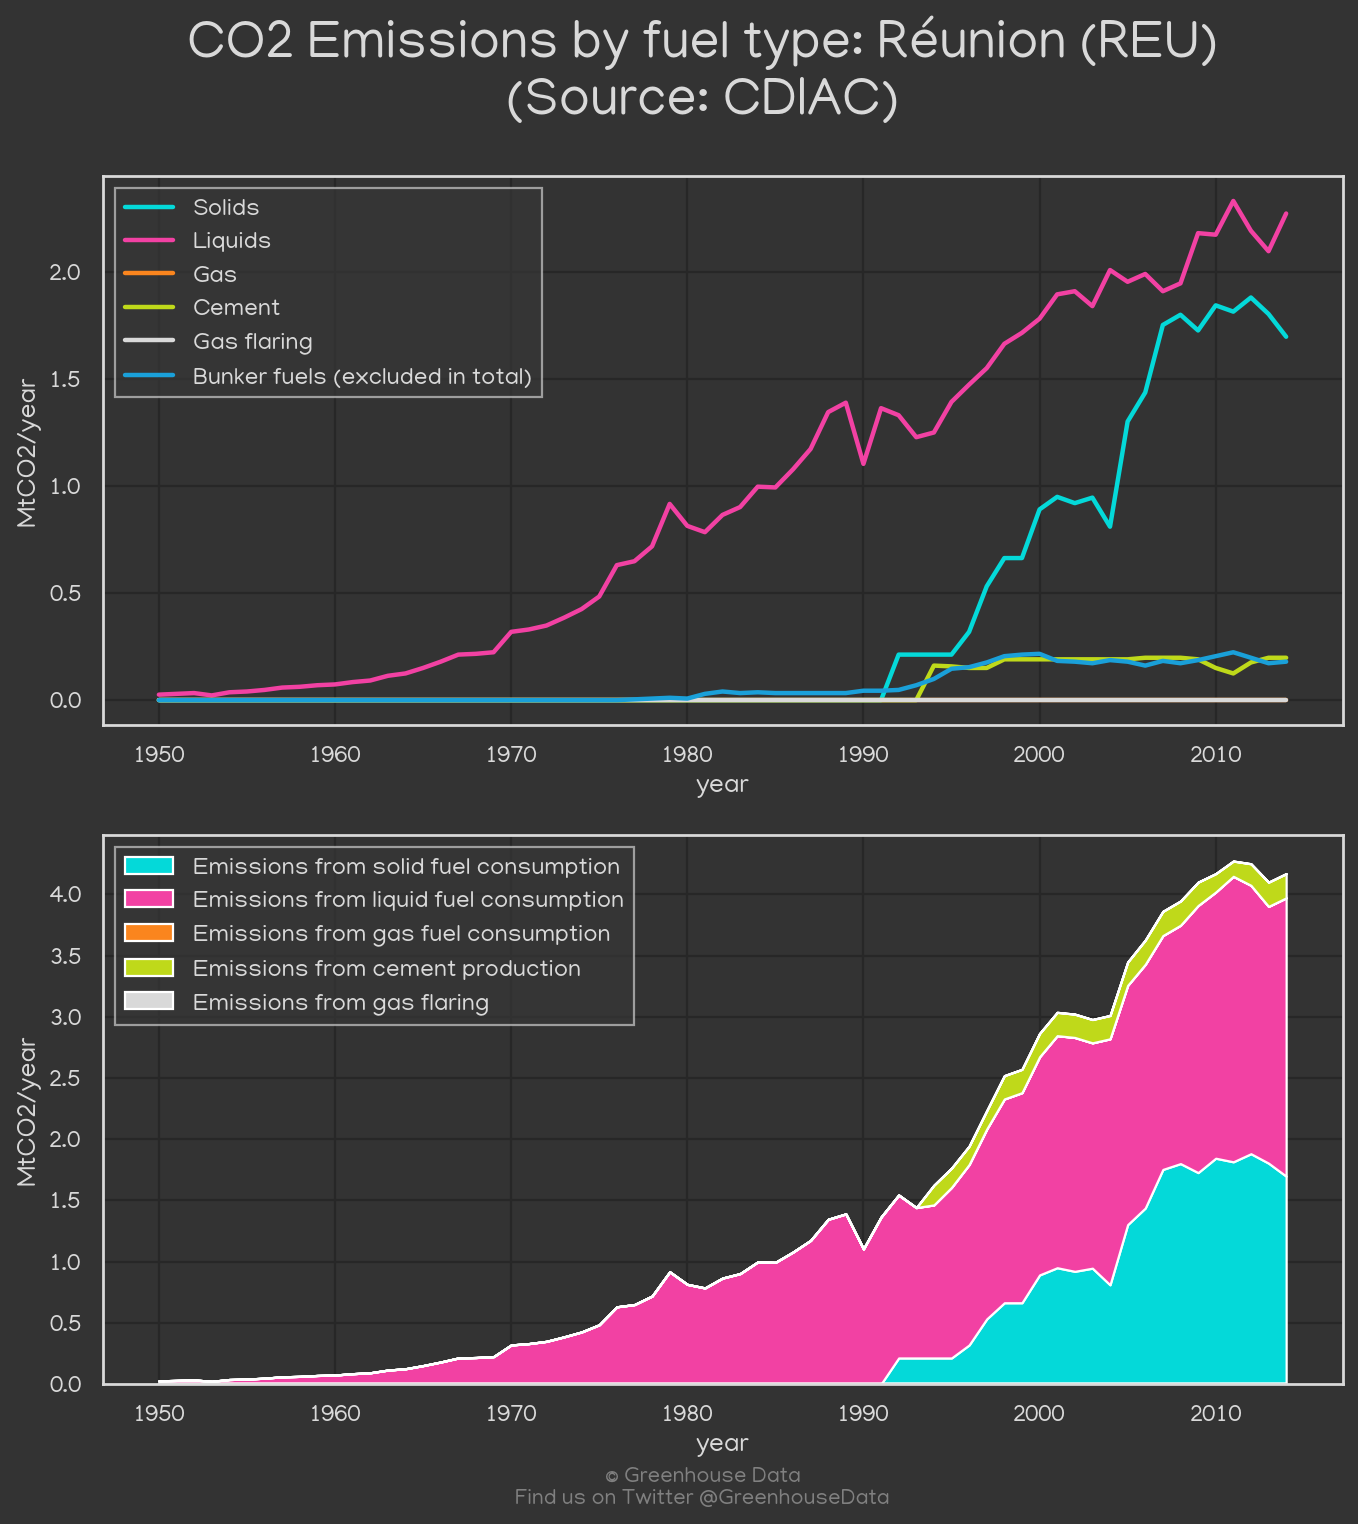 CO2 Emissions by fuel type: Réunion (REU)
(Source: CDIAC)
Solids
Liquids
Gas
Cement
Gas flaring
Bunker fuels (excluded in total)
MtCO2/year
2.0
1.5
1.0
0.5
0.0
1950 1960 1970 1980 1990 2000 2010
year
Emissions from solid fuel consumption
Emissions from liquid fuel consumption
Emissions from gas fuel consumption
Emissions from cement production
Emissions from gas flaring
MtCO2/year
4.0
3.5
3.0
2.5
2.0
1.5
1.0
0.5
0.0
1950 1960 1970 1980 1990 2000 2010
year
© Greenhouse Data
Find us on Twitter @GreenhouseData